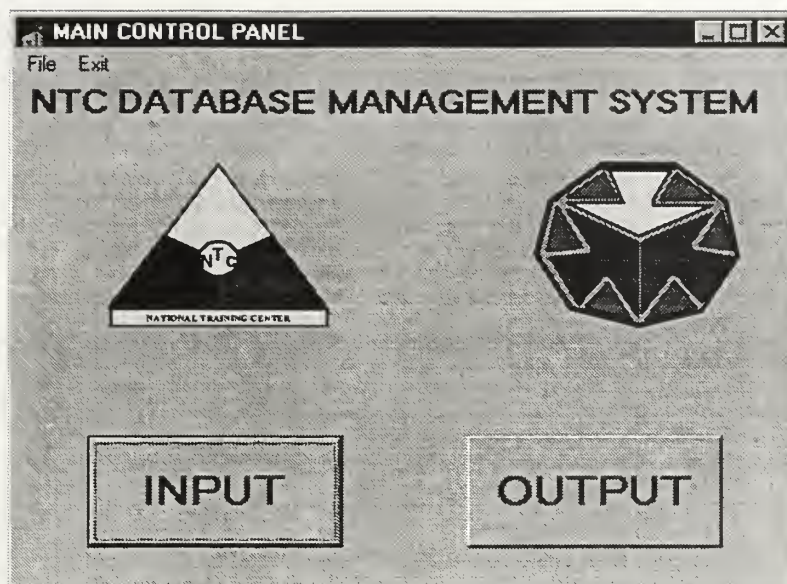 MAIN CONTROL PANEL
File Exit
NTC DATABASE MANAGEMENT SYSTEM
NTC
NATIONAL TRAINING CENTER
INPUT
OUTPUT